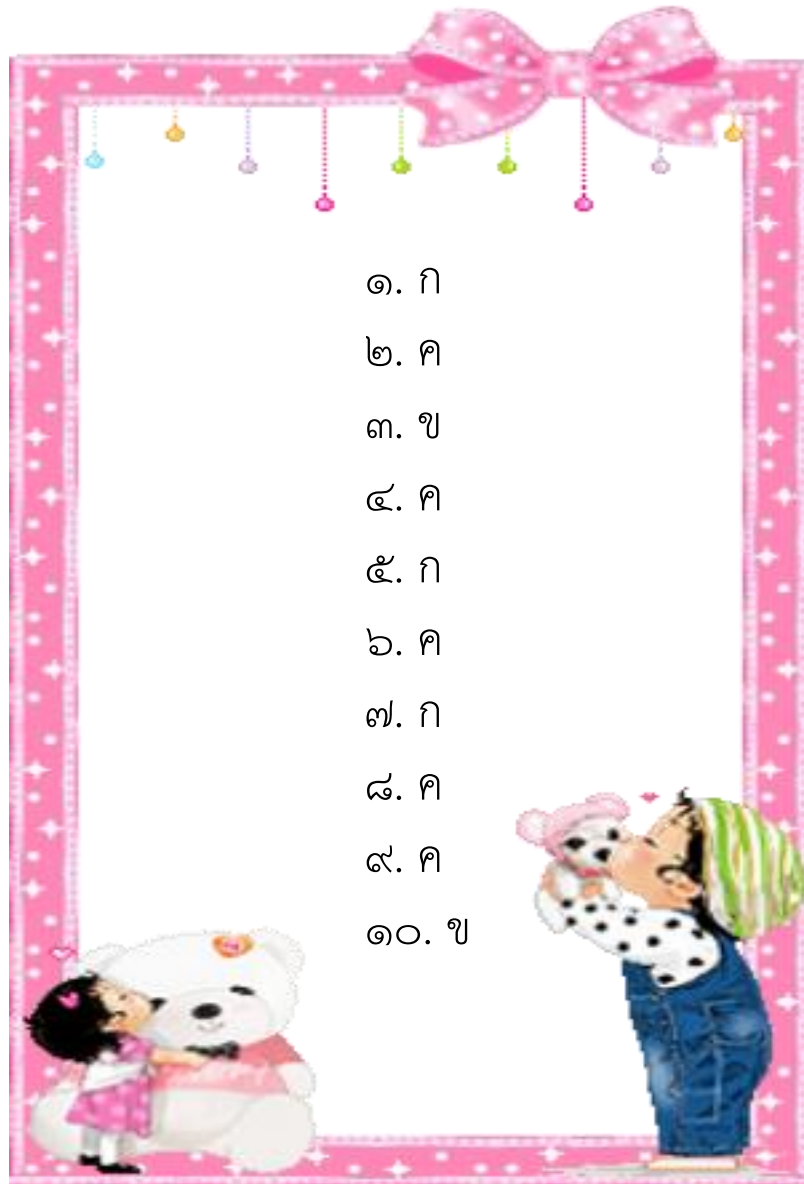 ๑. ก
๒. ค
๓. ข
๔. ค
๕. ก
๖. ค
๗. ก
๘. ค
๙. ค
๑๐. ข